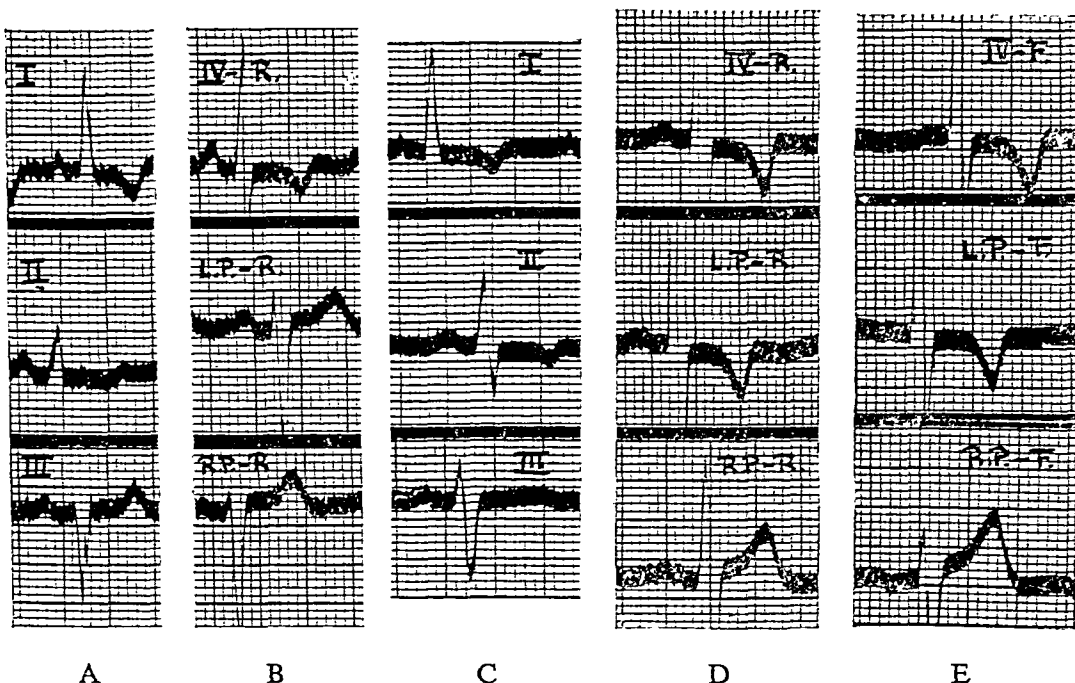 I
II
III
IV-R.
L.P.-R.
R.P.-R
I
II
III
IV-R.
L.P.-R
R.P.-R.
IV-F.
L.P.-F.
R.P.-F.
A
B
C
D
E